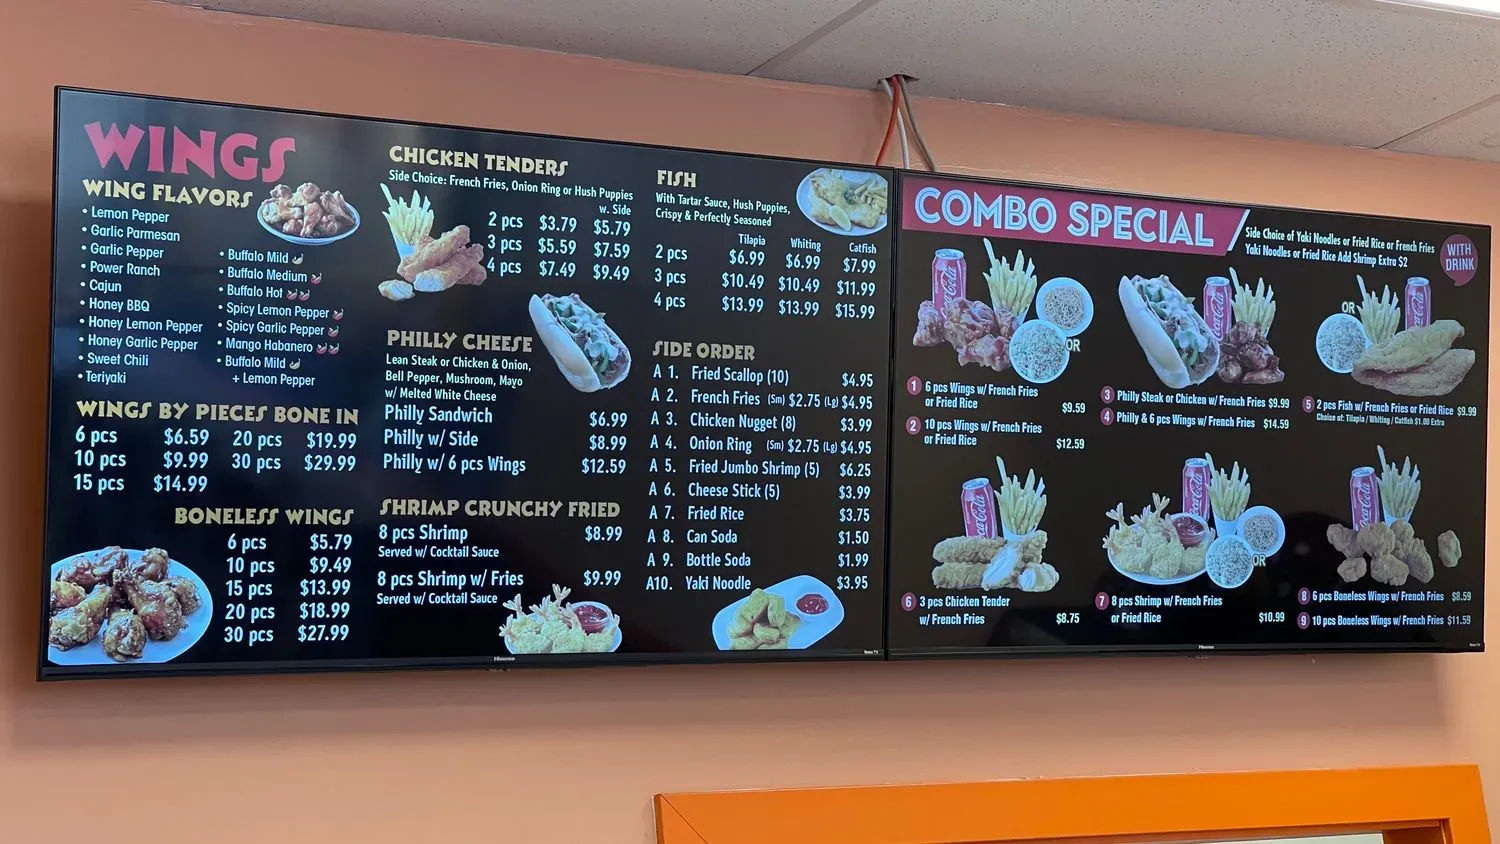 WINGS
WING FLAVORS
• Lemon Pepper
• Garlic Parmesan
• Garlic Pepper
• Power Ranch
• Cajun
• Honey BBQ
• Honey Lemon Pepper
• Honey Garlic Pepper
• Sweet Chili
• Teriyaki
• Buffalo Mild
• Buffalo Medium
• Buffalo Hot
• Spicy Lemon Pepper
• Spicy Garlic Pepper
• Mango Habanero
• Buffalo Mild
+ Lemon Pepper
WINGS BY PIECES BONE IN
6 pcs $6.59 20 pcs $19.99
10 pcs $9.99 30 pcs $29.99
15 pcs $14.99
BONELESS WINGS
6 pcs $5.79
10 pcs $9.49
15 pcs $13.99
20 pcs $18.99
30 pcs $27.99
CHICKEN TENDERS
Side Choice: French Fries, Onion Ring or Hush Puppies
w. Side
2 pcs $3.79 $5.79
3 pcs $5.59 $7.59
4 pcs $7.49 $9.49
PHILLY CHEESE
Lean Steak or Chicken & Onion,
Bell Pepper, Mushroom, Mayo
w/ Melted White Cheese
Philly Sandwich $6.99
Philly w/ Side $8.99
Philly w/ 6 pcs Wings $12.59
SHRIMP CRUNCHY FRIED
8 pcs Shrimp $8.99
Served w/ Cocktail Sauce
8 pcs Shrimp w/ Fries $9.99
Served w/ Cocktail Sauce
FISH
With Tartar Sauce, Hush Puppies,
Crispy & Perfectly Seasoned
Tilapia Whiting Catfish
2 pcs $6.99 $6.99 $7.99
3 pcs $10.49 $10.49 $11.99
4 pcs $13.99 $13.99 $15.99
SIDE ORDER
A 1. Fried Scallop (10) $4.95
A 2. French Fries (Sm) $2.75 (Lg) $4.95
A 3. Chicken Nugget (8) $3.99
A 4. Onion Ring (Sm) $2.75 (Lg) $4.95
A 5. Fried Jumbo Shrimp (5) $6.25
A 6. Cheese Stick (5) $3.99
A 7. Fried Rice $3.75
A 8. Can Soda $1.50
A 9. Bottle Soda $1.99
A10. Yaki Noodle $3.95
Hisense
Roku TV
COMBO SPECIAL
Side Choice of Yaki Noodles or Fried Rice or French Fries
Yaki Noodles or Fried Rice Add Shrimp Extra $2
WITH
DRINK
Coca-Cola
OR
1 6 pcs Wings w/ French Fries
or Fried Rice $9.59
2 10 pcs Wings w/ French Fries
or Fried Rice $12.59
Coca-Cola
3 Philly Steak or Chicken w/ French Fries $9.99
4 Philly & 6 pcs Wings w/ French Fries $14.59
OR
Coca-Cola
5 2 pcs Fish w/ French Fries or Fried Rice $9.99
Choice of: Tilapia / Whiting / Catfish $1.00 Extra
Coca-Cola
6 3 pcs Chicken Tender
w/ French Fries $8.75
Coca-Cola
OR
7 8 pcs Shrimp w/ French Fries
or Fried Rice $10.99
Coca-Cola
8 6 pcs Boneless Wings w/ French Fries $8.59
9 10 pcs Boneless Wings w/ French Fries $11.59
Hisense
Roku TV